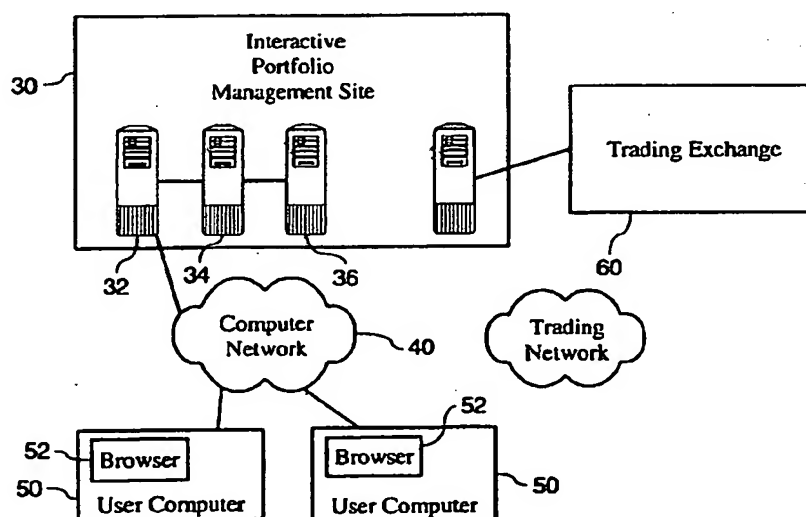 Interactive
Portfolio
Management Site
30
Trading Exchange
32
34
36
60
Computer
Network
40
Trading
Network
52
Browser
50
User Computer
52
Browser
50
User Computer